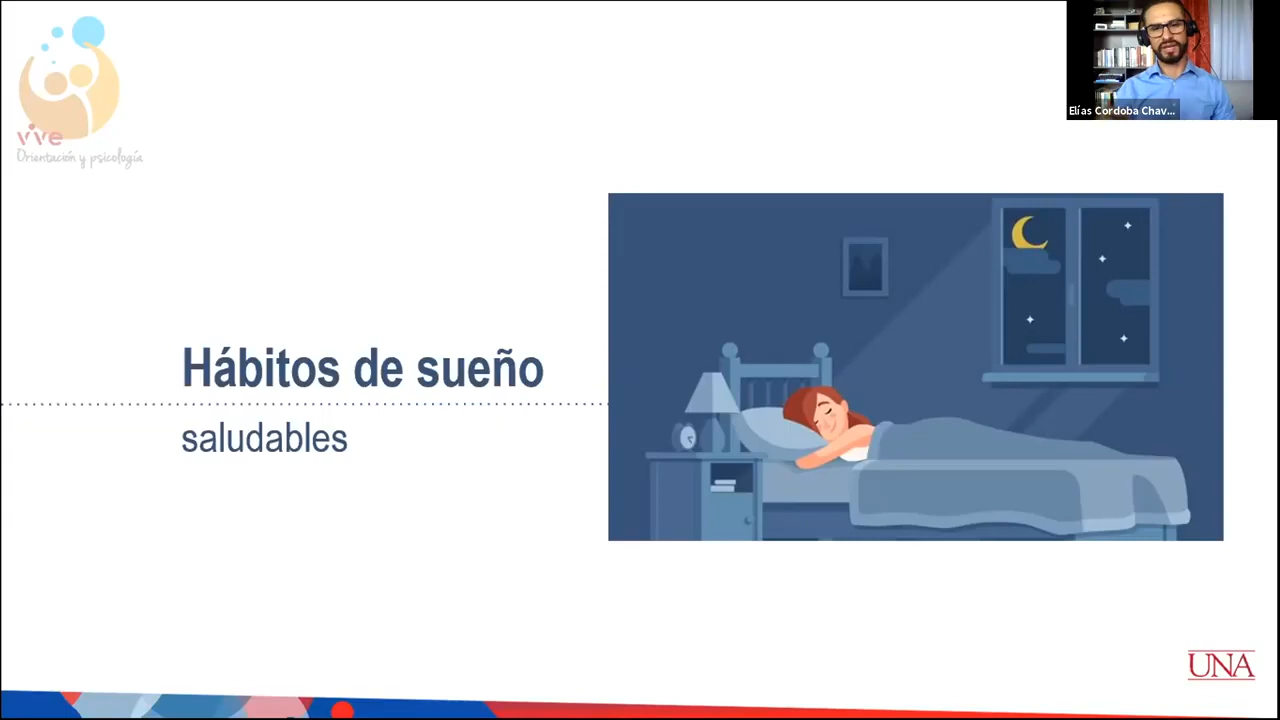 vive
Orientación y psicología
Elías Cordoba Chav...
Hábitos de sueño
saludables
UNA